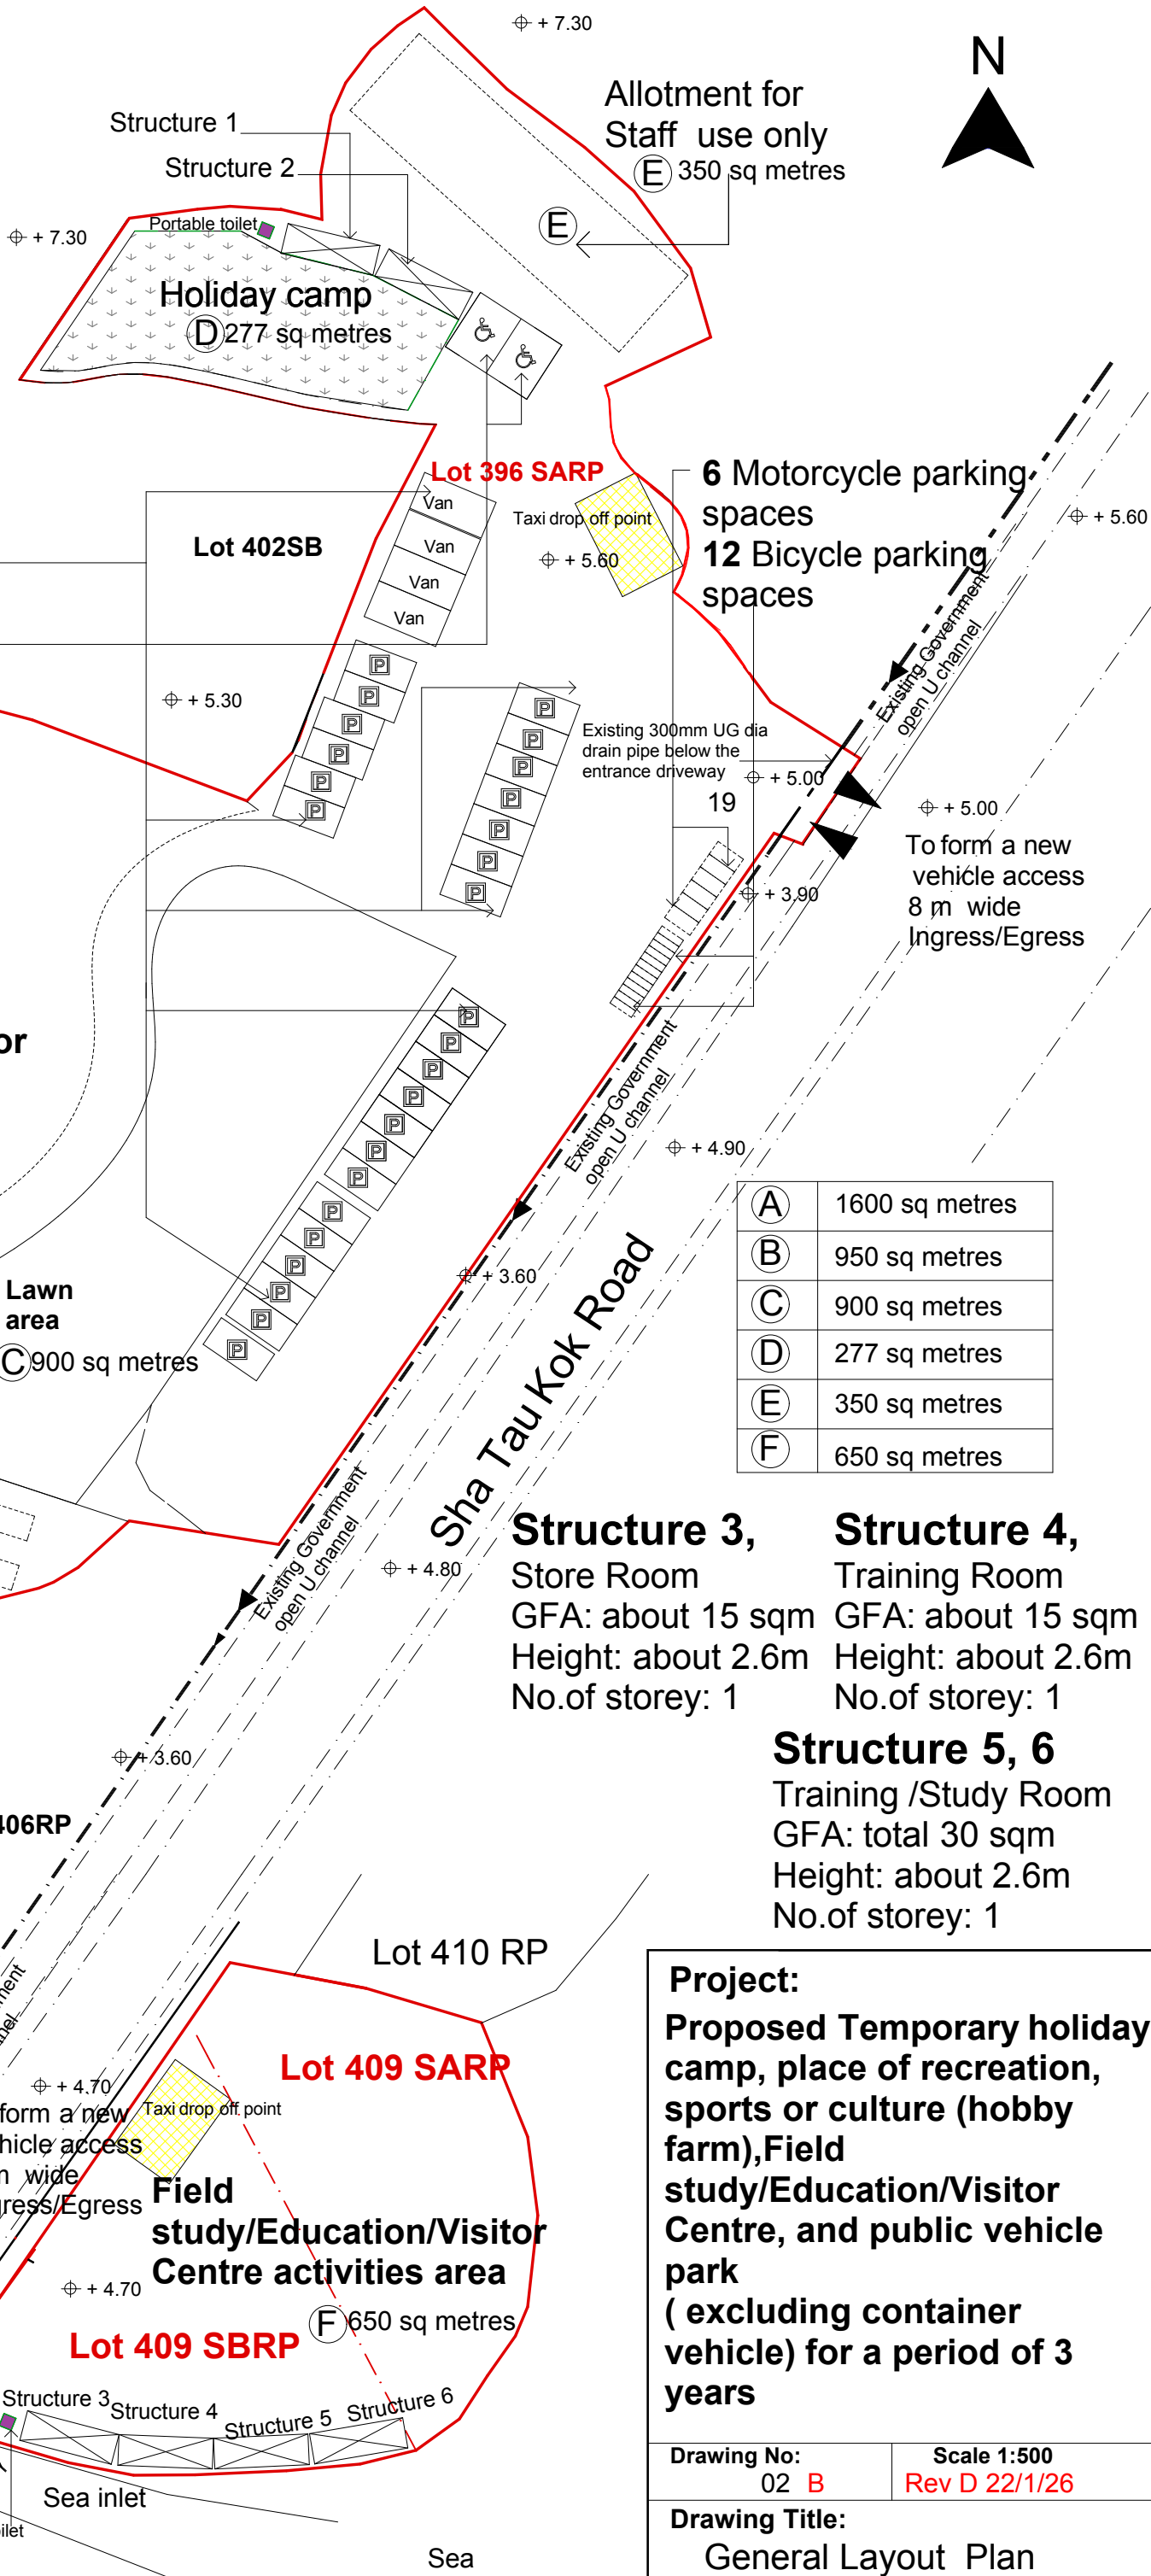 + 7.30
N
Allotment for
Staff use only
E 350 sq metres
Structure 1
Structure 2
Portable toilet
+ 7.30
E
Holiday camp
D 277 sq metres
Lot 396 SARP
6 Motorcycle parking
spaces
12 Bicycle parking
spaces
Van
Van
Van
Van
Taxi drop off point
+ 5.60
+ 5.60
Lot 402SB
Existing Government
open U channel
P
P
P
P
P
P
+ 5.30
P
P
P
P
P
P
P
Existing 300mm UG dia
drain pipe below the
entrance driveway
19
+ 5.00
+ 5.00
To form a new
vehicle access
8 m wide
Ingress/Egress
+ 3.90
or
P
P
P
P
P
P
P
P
P
P
P
P
P
Existing Government
open U channel
+ 4.90
A 1600 sq metres
B 950 sq metres
C 900 sq metres
D 277 sq metres
E 350 sq metres
F 650 sq metres
+ 3.60
Lawn
area
C 900 sq metres
Sha Tau Kok Road
Existing Government
open U channel
+ 4.80
Structure 3,
Store Room
GFA: about 15 sqm
Height: about 2.6m
No.of storey: 1
Structure 4,
Training Room
GFA: about 15 sqm
Height: about 2.6m
No.of storey: 1
Structure 5, 6
Training /Study Room
GFA: total 30 sqm
Height: about 2.6m
No.of storey: 1
+ 3.60
406RP
Lot 410 RP
ment
nnel
Lot 409 SARP
+ 4.70
form a new
hicle access
m wide
gress/Egress
Taxi drop off point
Field
study/Education/Visitor
Centre activities area
F 650 sq metres
+ 4.70
Lot 409 SBRP
Structure 3
Structure 4
Structure 5
Structure 6
Sea inlet
ilet
Sea
Project:
Proposed Temporary holiday
camp, place of recreation,
sports or culture (hobby
farm),Field
study/Education/Visitor
Centre, and public vehicle
park
( excluding container
vehicle) for a period of 3
years
Drawing No:
02 B
Scale 1:500
Rev D 22/1/26
Drawing Title:
General Layout Plan